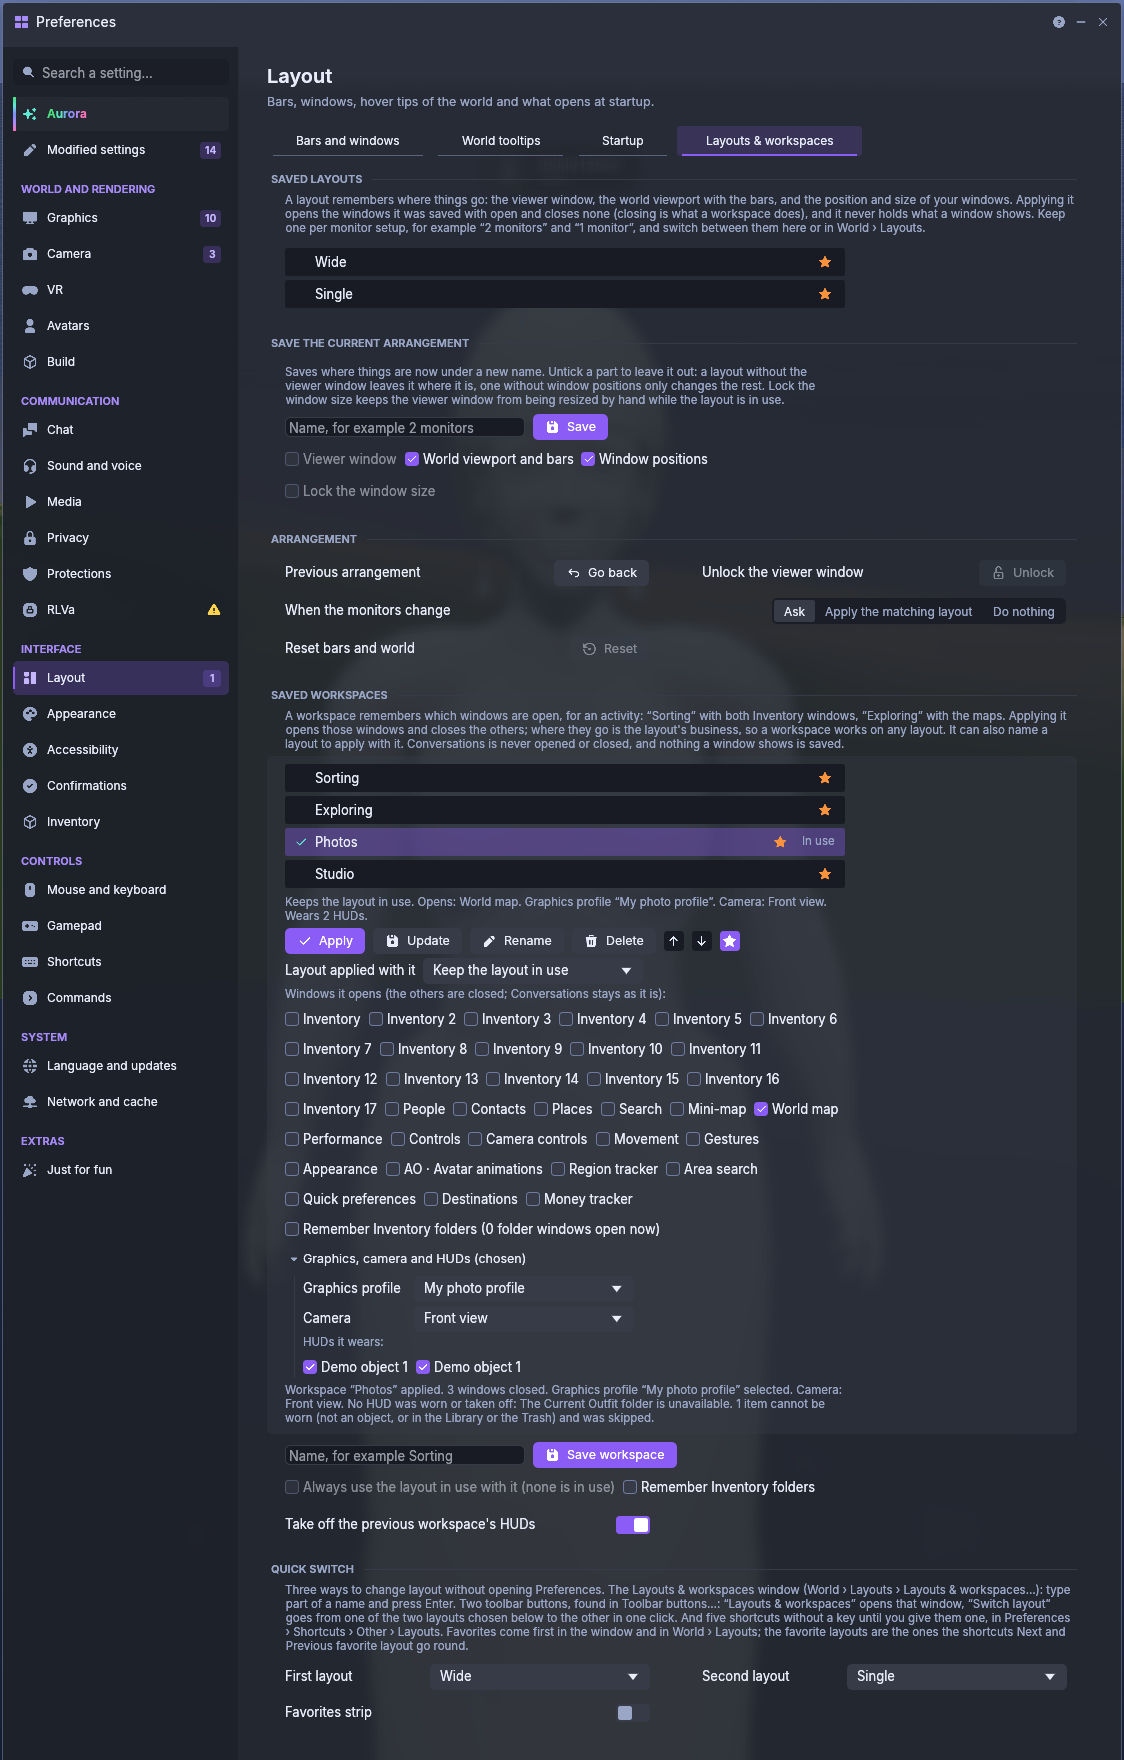 Preferences
Search a setting...
Aurora
Modified settings 14
WORLD AND RENDERING
Graphics 10
Camera 3
VR
Avatars
Build
COMMUNICATION
Chat
Sound and voice
Media
Privacy
Protections
RLVa
INTERFACE
Layout 1
Appearance
Accessibility
Confirmations
Inventory
CONTROLS
Mouse and keyboard
Gamepad
Shortcuts
Commands
SYSTEM
Language and updates
Network and cache
EXTRAS
Just for fun
Layout
Bars, windows, hover tips of the world and what opens at startup.
Bars and windows World tooltips Startup Layouts & workspaces
SAVED LAYOUTS
A layout remembers where things go: the viewer window, the world viewport with the bars, and the position and size of your windows. Applying it
opens the windows it was saved with open and closes none (closing is what a workspace does), and it never holds what a window shows. Keep
one per monitor setup, for example “2 monitors” and “1 monitor”, and switch between them here or in World › Layouts.
Wide
Single
SAVE THE CURRENT ARRANGEMENT
Saves where things are now under a new name. Untick a part to leave it out: a layout without the
viewer window leaves it where it is, one without window positions only changes the rest. Lock the
window size keeps the viewer window from being resized by hand while the layout is in use.
Name, for example 2 monitors Save
Viewer window World viewport and bars Window positions
Lock the window size
ARRANGEMENT
Previous arrangement Go back Unlock the viewer window Unlock
When the monitors change Ask Apply the matching layout Do nothing
Reset bars and world Reset
SAVED WORKSPACES
A workspace remembers which windows are open, for an activity: “Sorting” with both Inventory windows, “Exploring” with the maps. Applying it
opens those windows and closes the others; where they go is the layout's business, so a workspace works on any layout. It can also name a
layout to apply with it. Conversations is never opened or closed, and nothing a window shows is saved.
Sorting
Exploring
Photos In use
Studio
Keeps the layout in use. Opens: World map. Graphics profile “My photo profile”. Camera: Front view.
Wears 2 HUDs.
Apply Update Rename Delete
Layout applied with it Keep the layout in use
Windows it opens (the others are closed; Conversations stays as it is):
Inventory Inventory 2 Inventory 3 Inventory 4 Inventory 5 Inventory 6
Inventory 7 Inventory 8 Inventory 9 Inventory 10 Inventory 11
Inventory 12 Inventory 13 Inventory 14 Inventory 15 Inventory 16
Inventory 17 People Contacts Places Search Mini-map World map
Performance Controls Camera controls Movement Gestures
Appearance AO · Avatar animations Region tracker Area search
Quick preferences Destinations Money tracker
Remember Inventory folders (0 folder windows open now)
Graphics, camera and HUDs (chosen)
Graphics profile My photo profile
Camera Front view
HUDs it wears:
Demo object 1 Demo object 1
Workspace “Photos” applied. 3 windows closed. Graphics profile “My photo profile” selected. Camera:
Front view. No HUD was worn or taken off: The Current Outfit folder is unavailable. 1 item cannot be
worn (not an object, or in the Library or the Trash) and was skipped.
Name, for example Sorting Save workspace
Always use the layout in use with it (none is in use) Remember Inventory folders
Take off the previous workspace's HUDs
QUICK SWITCH
Three ways to change layout without opening Preferences. The Layouts & workspaces window (World › Layouts › Layouts & workspaces...): type
part of a name and press Enter. Two toolbar buttons, found in Toolbar buttons...: “Layouts & workspaces” opens that window, “Switch layout”
goes from one of the two layouts chosen below to the other in one click. And five shortcuts without a key until you give them one, in Preferences
› Shortcuts › Other › Layouts. Favorites come first in the window and in World › Layouts; the favorite layouts are the ones the shortcuts Next and
Previous favorite layout go round.
First layout Wide Second layout Single
Favorites strip